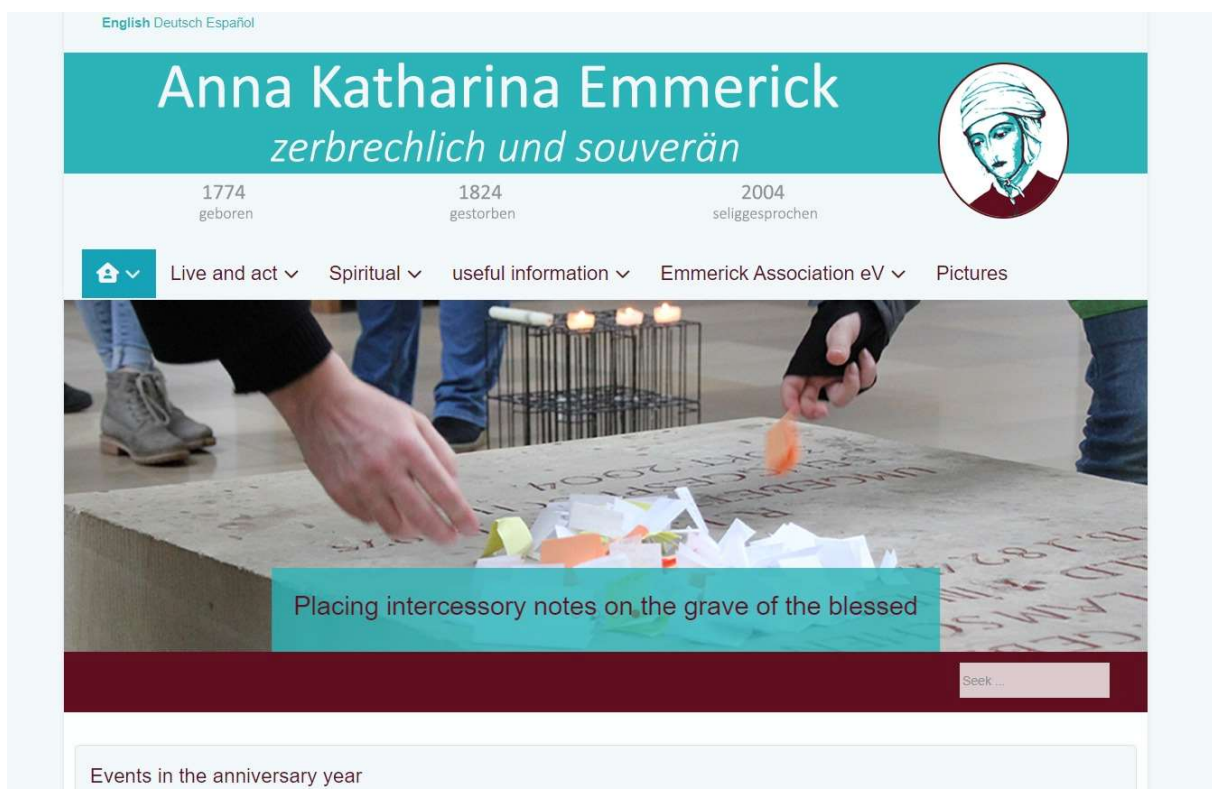 English Deutsch Español
Anna Katharina Emmerick
zerbrechlich und souverän
1774 1824 2004
geboren gestorben seliggesprochen
Live and act Spiritual useful information Emmerick Association eV Pictures
OKT 2004
Placing intercessory notes on the grave of the blessed
Seek ...
Events in the anniversary year